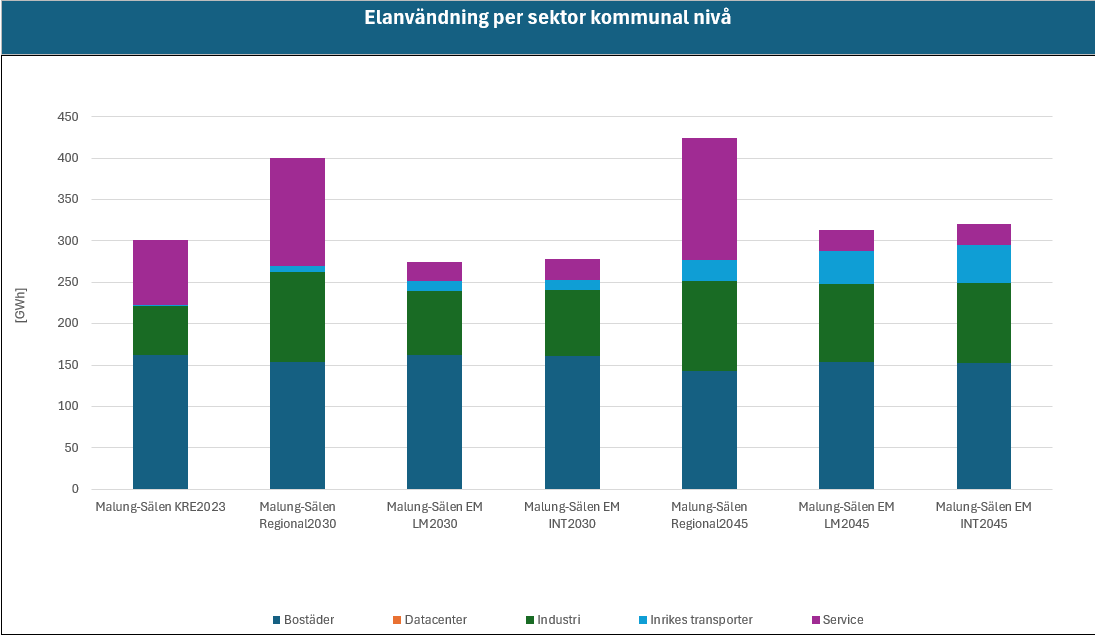 Elanvändning per sektor kommunal nivå
450
400
350
300
250
200
150
100
50
0
[GWh]
Malung-Sälen KRE2023
Malung-Sälen
Regional2030
Malung-Sälen EM
LM2030
Malung-Sälen EM
INT2030
Malung-Sälen
Regional2045
Malung-Sälen EM
LM2045
Malung-Sälen EM
INT2045
Bostäder
Datacenter
Industri
Inrikes transporter
Service